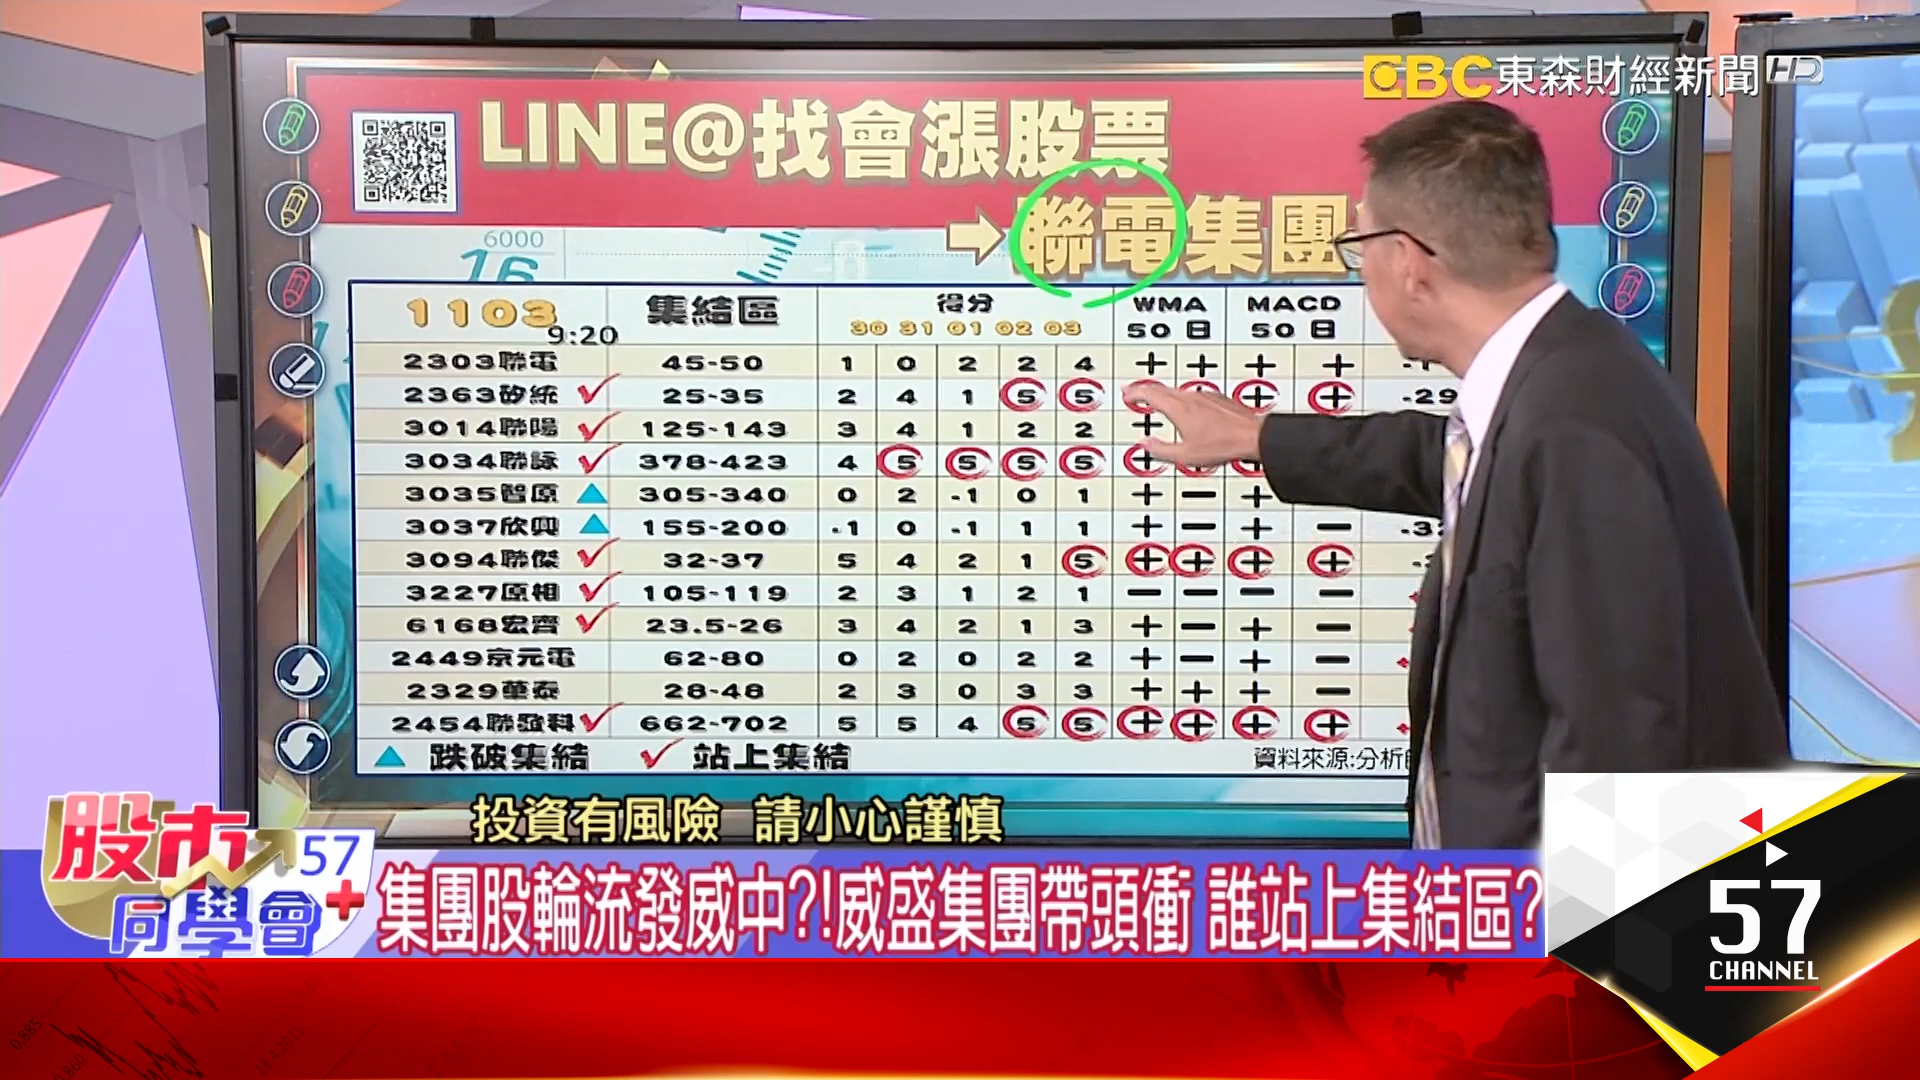 EBC 東森財經新聞 HD
LINE@找會漲股票
➡聯電集團
6000
16
1103 9:20 集結區 得分 WMA MACD
30 31 01 02 03 50 日 50 日
2303聯電 45-50 1 0 2 2 4 + + + +
2363矽統 ✓ 25-35 2 4 1 5 5 + + + -29
3014聯陽 ✓ 125-143 3 4 1 2 2 +
3034聯詠 ✓ 378-423 4 5 5 5 5 +
3035智原 ▲ 305-340 0 2 -1 0 1 + - +
3037欣興 ▲ 155-200 -1 0 -1 1 1 + - + -
3094聯傑 ✓ 32-37 5 4 2 1 5 + + + +
3227原相 ✓ 105-119 2 3 1 2 1 - - - -
6168宏齊 ✓ 23.5-26 3 4 2 1 3 + - + -
2449京元電 62-80 0 2 0 2 2 + - + -
2329華泰 28-48 2 3 0 3 3 + + + -
2454聯發科 ✓ 662-702 5 5 4 5 5 + + + +
▲ 跌破集結 ✓ 站上集結
資料來源:分析
投資有風險 請小心謹慎
股市 57
同學會+
集團股輪流發威中?!威盛集團帶頭衝 誰站上集結區?
57
CHANNEL